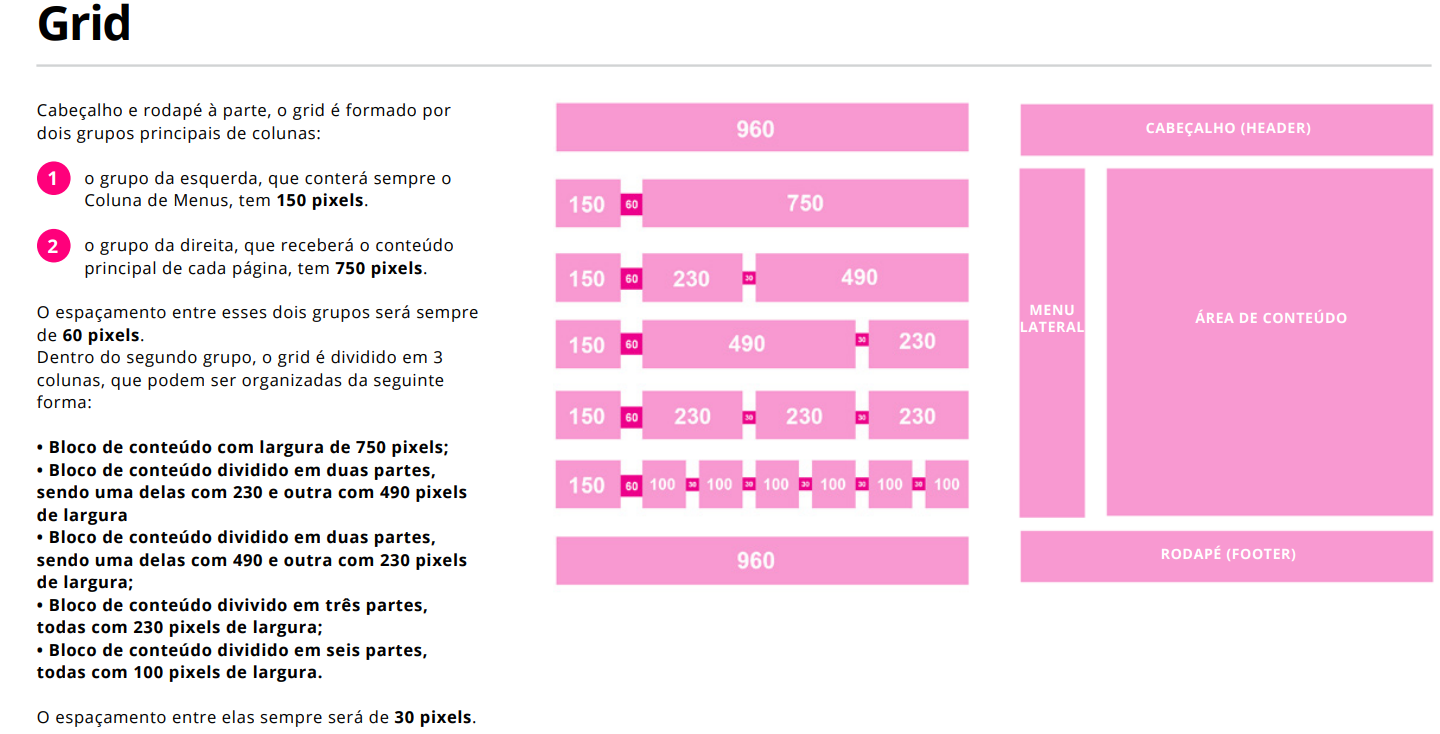 Grid
Cabeçalho e rodapé à parte, o grid é formado por
dois grupos principais de colunas:
1 o grupo da esquerda, que conterá sempre o
Coluna de Menus, tem 150 pixels.
2 o grupo da direita, que receberá o conteúdo
principal de cada página, tem 750 pixels.
O espaçamento entre esses dois grupos será sempre
de 60 pixels.
Dentro do segundo grupo, o grid é dividido em 3
colunas, que podem ser organizadas da seguinte
forma:
• Bloco de conteúdo com largura de 750 pixels;
• Bloco de conteúdo dividido em duas partes,
sendo uma delas com 230 e outra com 490 pixels
de largura
• Bloco de conteúdo dividido em duas partes,
sendo uma delas com 490 e outra com 230 pixels
de largura;
• Bloco de conteúdo divivido em três partes,
todas com 230 pixels de largura;
• Bloco de conteúdo dividido em seis partes,
todas com 100 pixels de largura.
O espaçamento entre elas sempre será de 30 pixels.
960
150 60 750
150 60 230 30 490
150 60 490 30 230
150 60 230 30 230 30 230
150 60 100 30 100 30 100 30 100 30 100 30 100
960
CABEÇALHO (HEADER)
MENU
LATERAL
ÁREA DE CONTEÚDO
RODAPÉ (FOOTER)